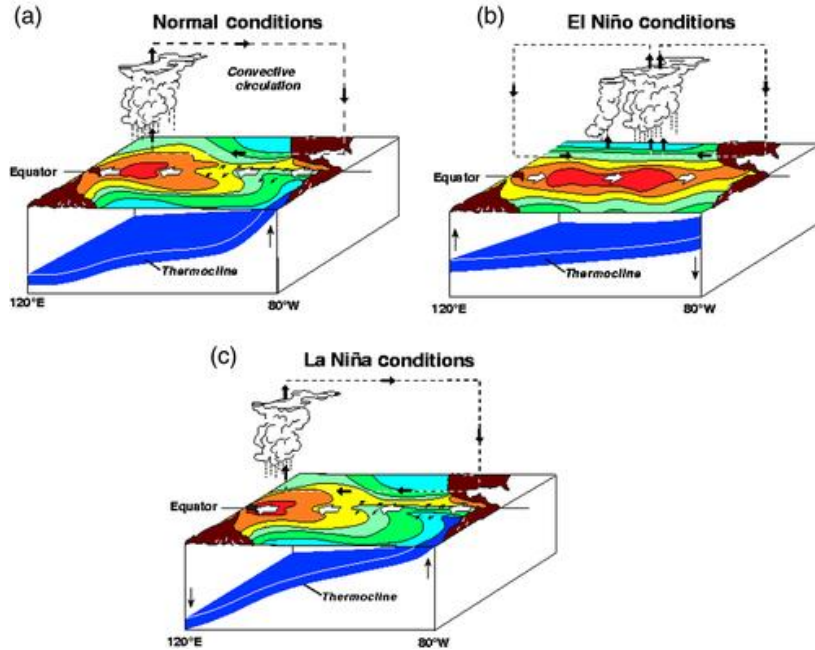 (a)
Normal conditions
Convective
circulation
Equator
Thermocline
120°E
80°W
(b)
El Niño conditions
Equator
Thermocline
120°E
80°W
(c)
La Niña conditions
Equator
Thermocline
120°E
80°W